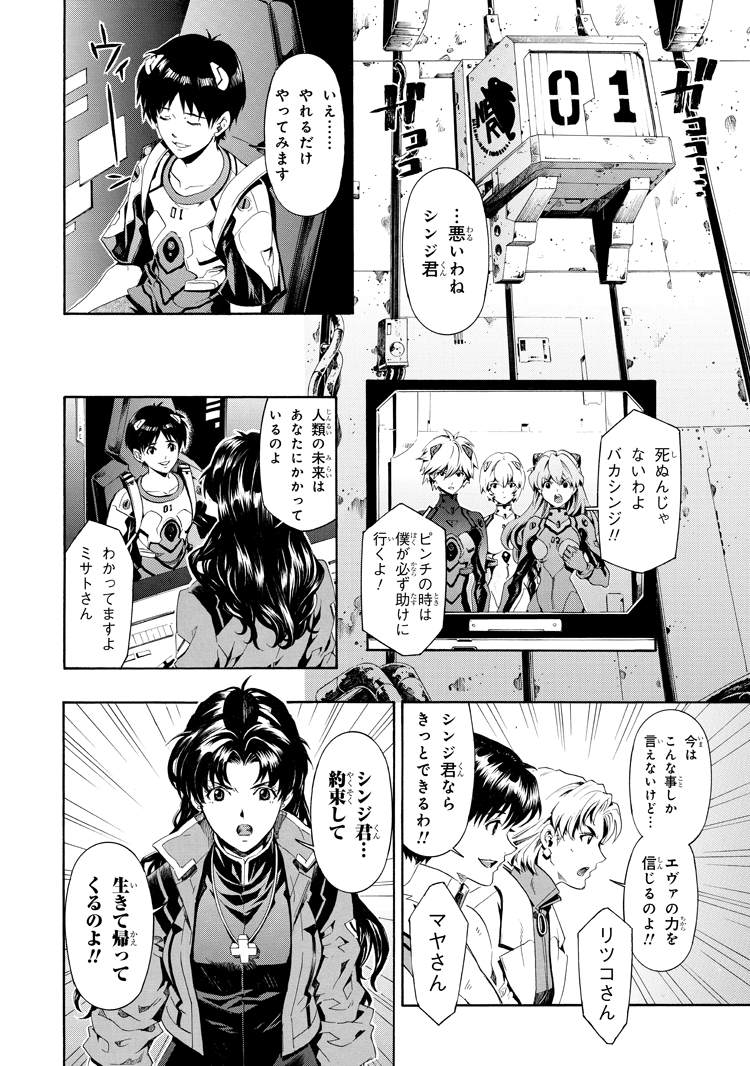 01
ガコォン
NERV
…悪いわね
シンジ君
ウィィ
いえ……
やれるだけ
やってみます
01
死ぬんじゃ
ないわよ
バカシンジ!!
ピンチの時は
僕が必ず助けに
行くよ!
02
人類の未来は
あなたにかかって
いるのよ
わかってますよ
ミサトさん
01
今は
こんな事しか
言えないけど…
エヴァの力を
信じるのよ!!
リツコさん
シンジ君なら
きっとできるわ!!
マヤさん
シンジ君…
約束して
生きて帰って
くるのよ!!